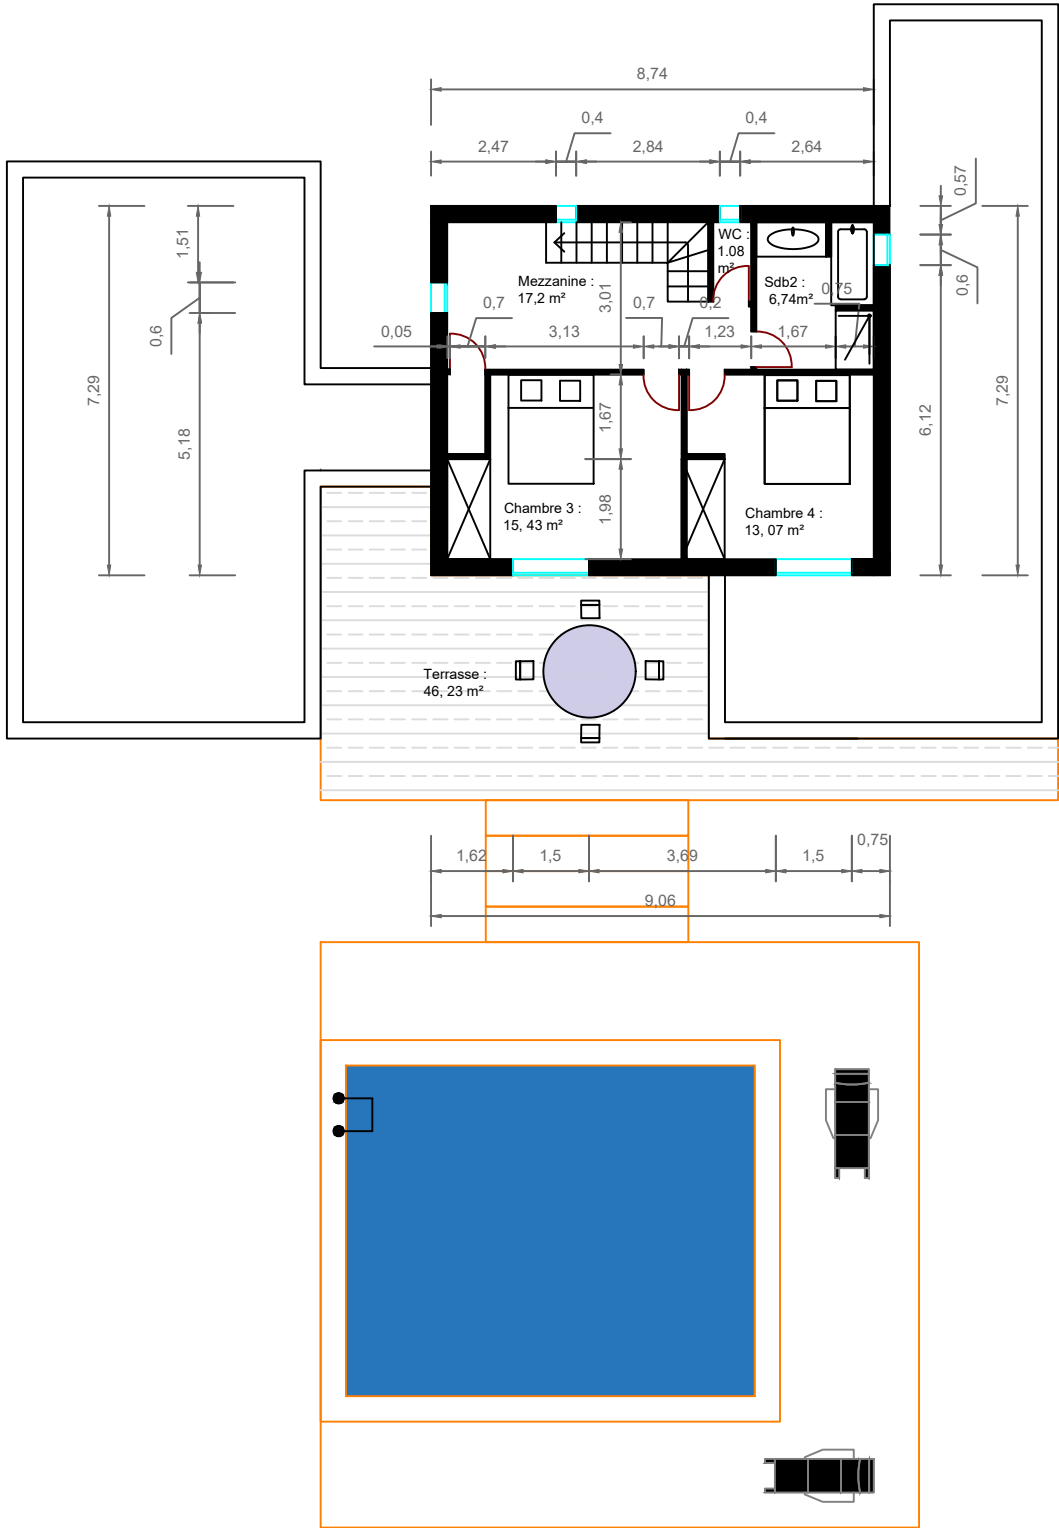 8,74
0,4
0,4
2,47
2,84
2,64
0,57
1,51
WC :
1.08
m²
Mezzanine :
17,2 m²
Sdb2 :
6,74m²
3,01
0,75
0,6
0,6
0,7
0,7
0,2
0,05
3,13
1,23
1,67
7,29
5,18
1,67
6,12
7,29
1,98
Chambre 3 :
15, 43 m²
Chambre 4 :
13, 07 m²
Terrasse :
46, 23 m²
0,75
1,62
1,5
3,69
1,5
9,06